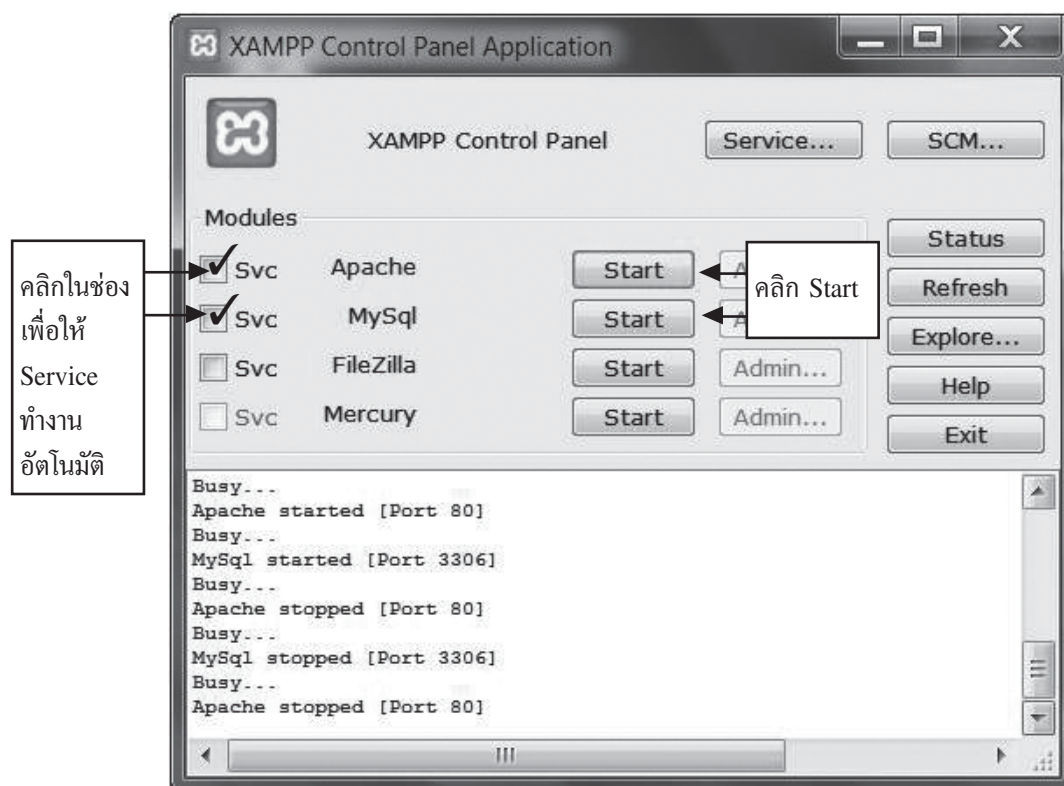 XAMPP Control Panel Application
XAMPP Control Panel
Service...
SCM...
Modules
Svc
Apache
Start
A
Svc
MySql
Start
A
Svc
FileZilla
Start
Admin...
Svc
Mercury
Start
Admin...
Status
Refresh
Explore...
Help
Exit
คลิกในช่อง
เพื่อให้
Service
ทำงาน
อัตโนมัติ
คลิก Start
Busy...
Apache started [Port 80]
Busy...
MySql started [Port 3306]
Busy...
Apache stopped [Port 80]
Busy...
MySql stopped [Port 3306]
Busy...
Apache stopped [Port 80]